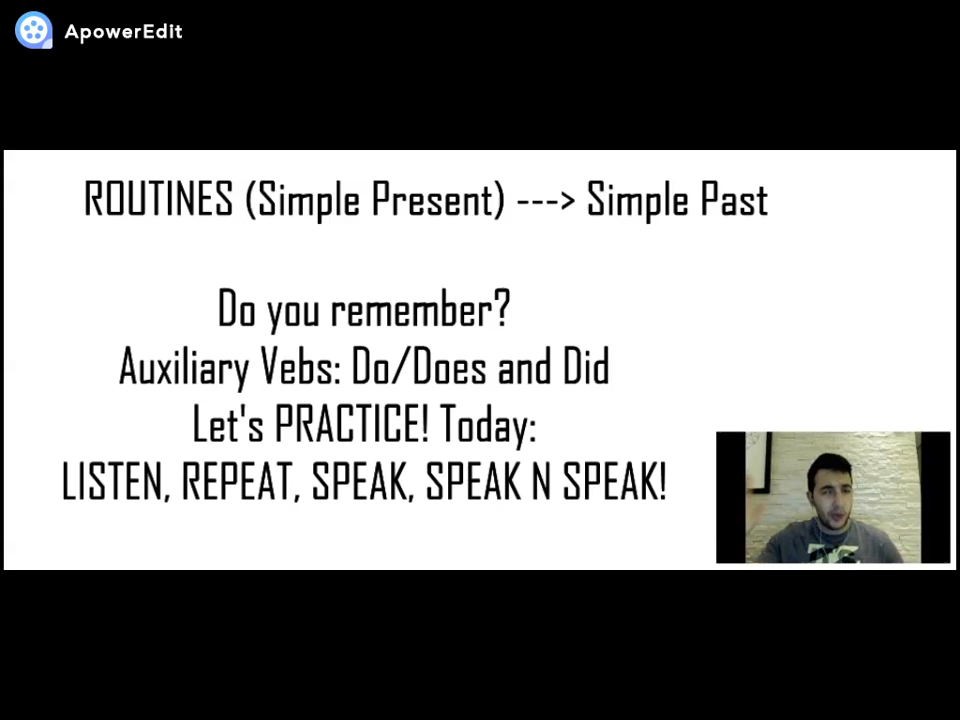 ApowerEdit
ROUTINES (Simple Present) ---> Simple Past
Do you remember?
Auxiliary Vebs: Do/Does and Did
Let's PRACTICE! Today:
LISTEN, REPEAT, SPEAK, SPEAK N SPEAK!